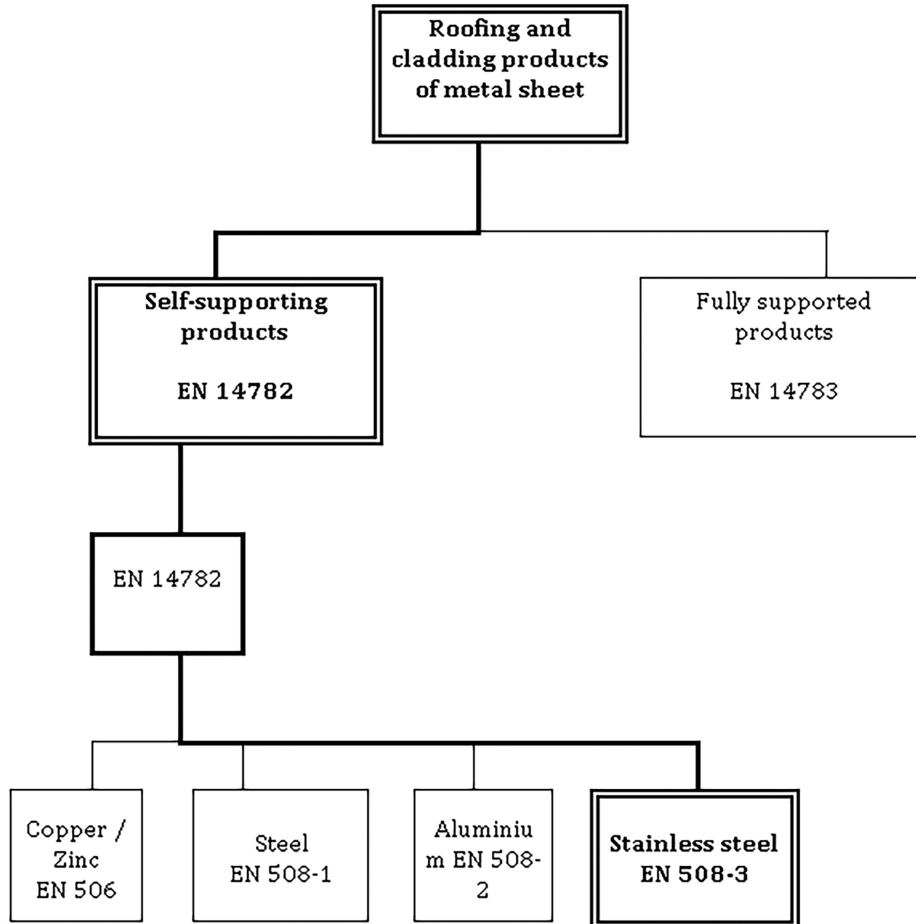 Roofing and
cladding products
of metal sheet
Self-supporting
products
EN 14782
Fully supported
products
EN 14783
EN 14782
Copper /
Zinc
EN 506
Steel
EN 508-1
Aluminiu
m EN 508-
2
Stainless steel
EN 508-3